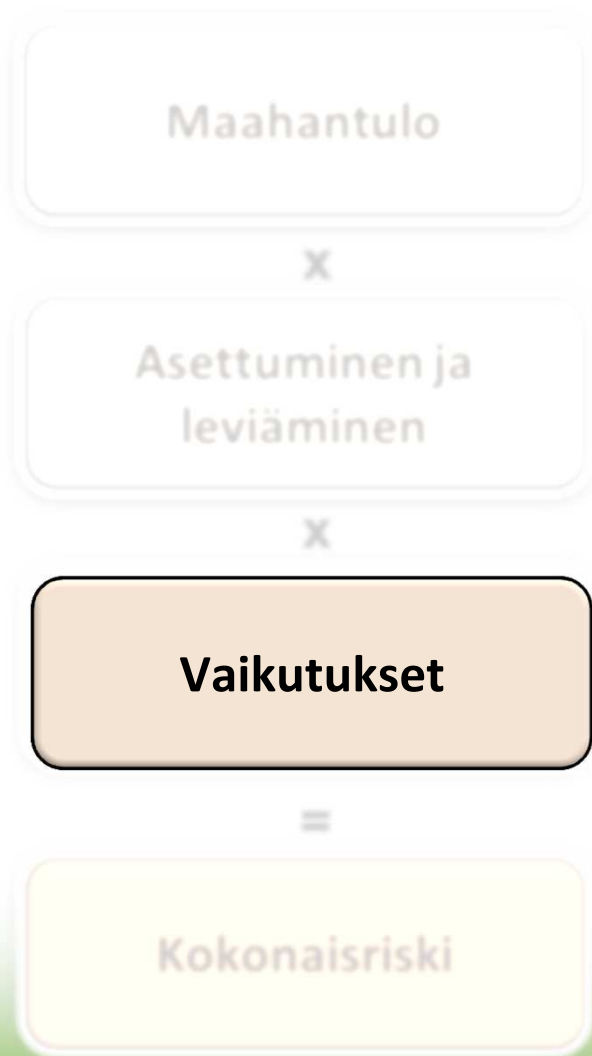 Maahantulo
x
Asettuminen ja
leviäminen
x
Vaikutukset
=
Kokonaisriski